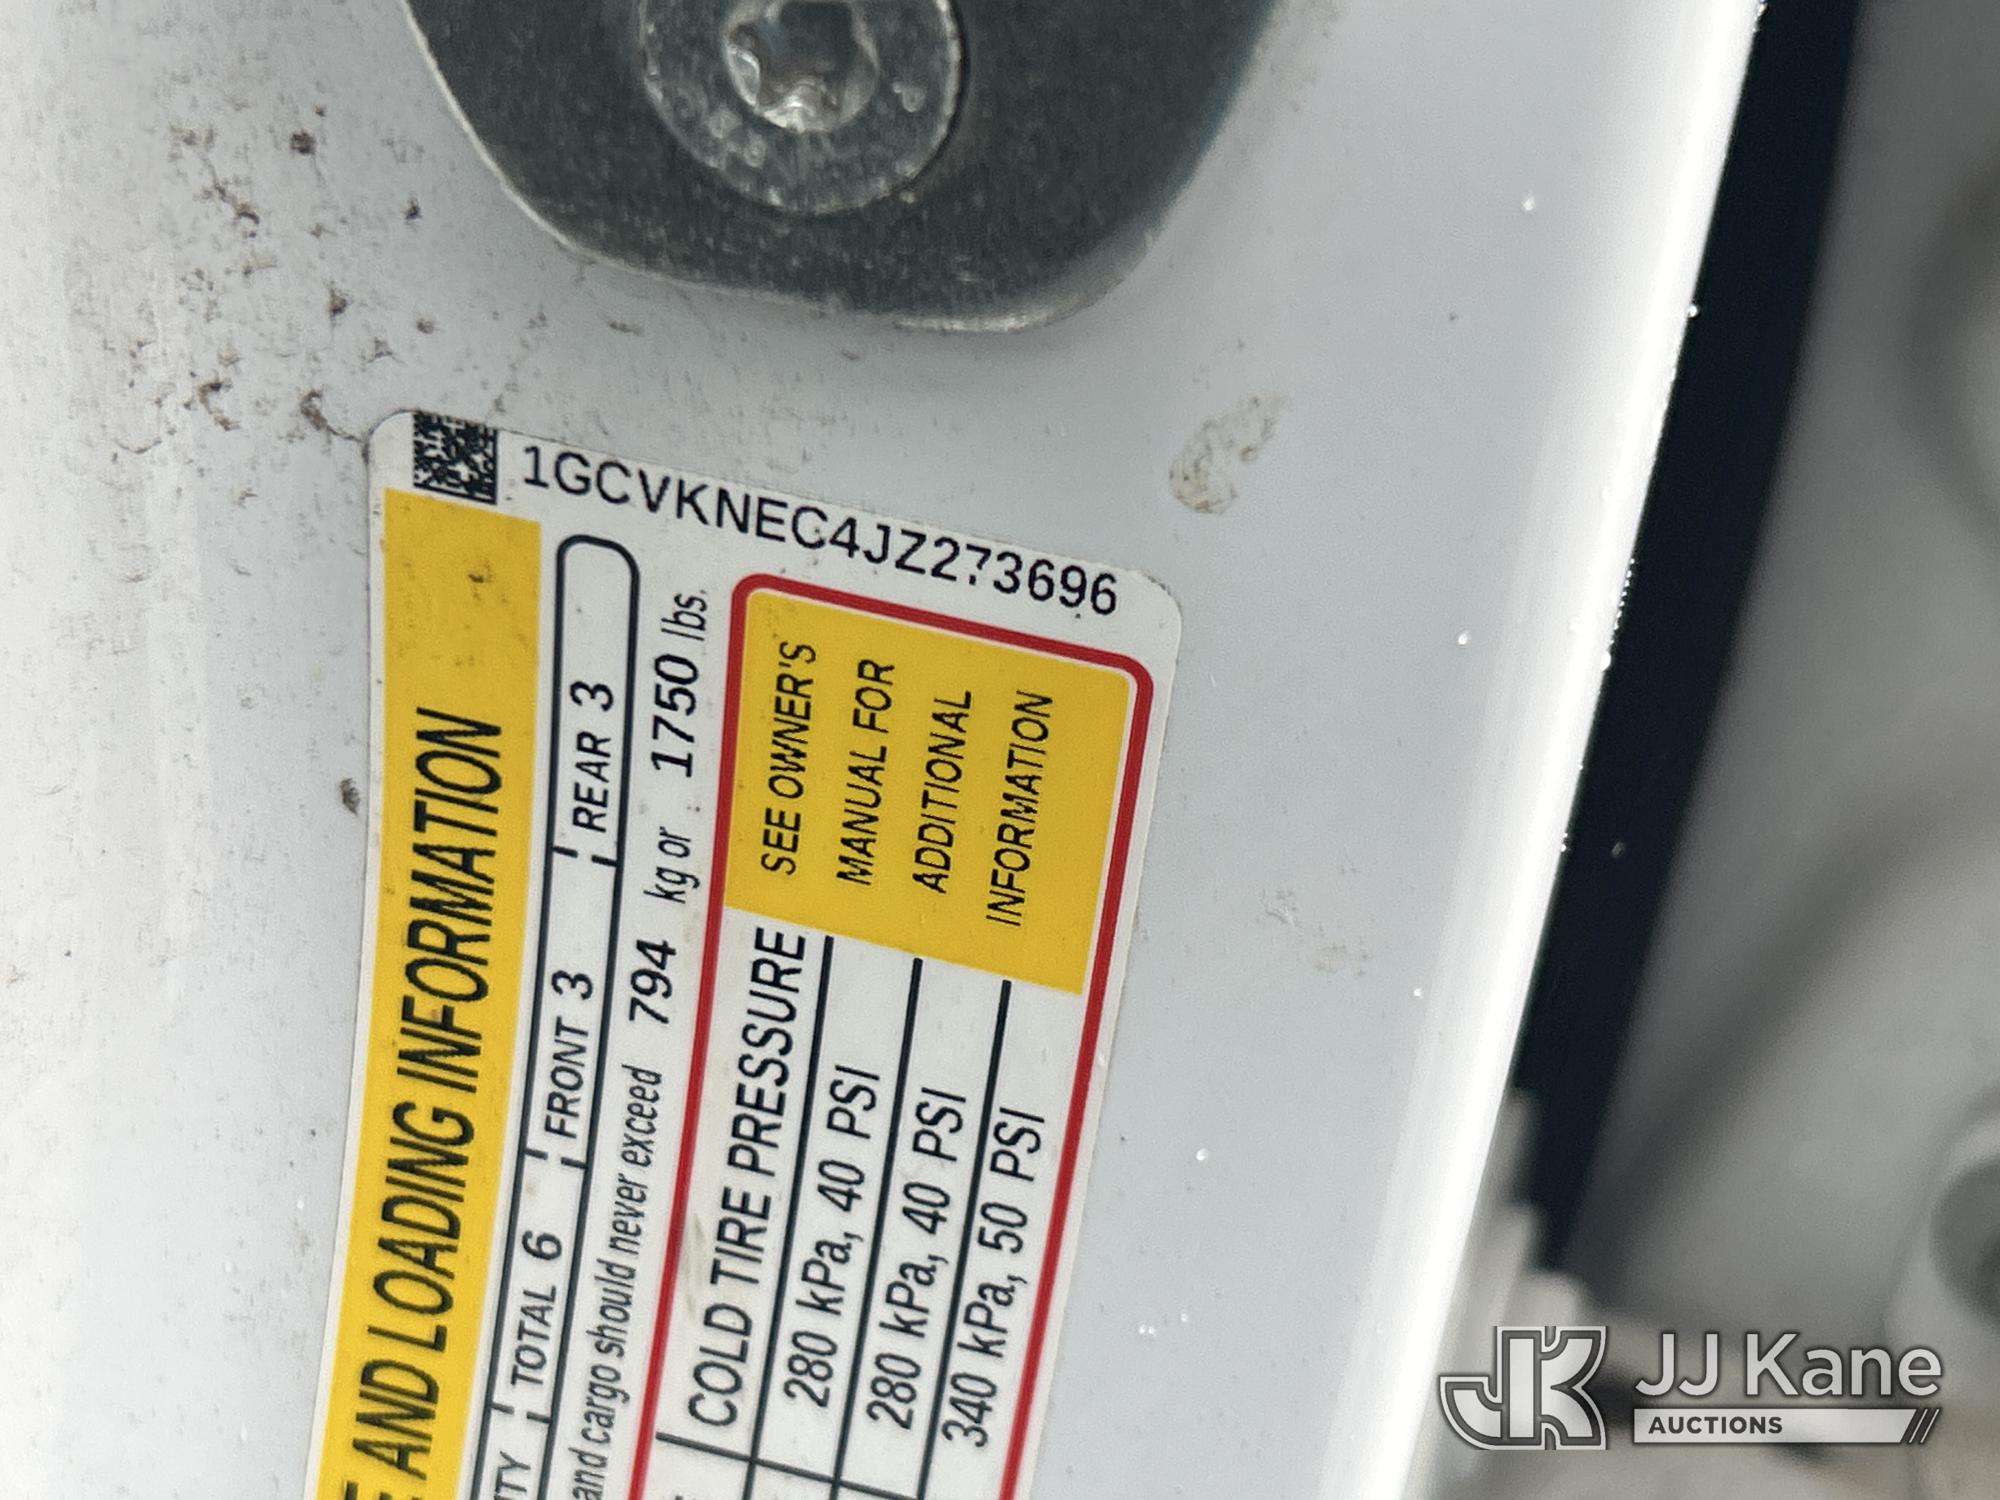 1GCVKNEC4JZ273696
AND LOADING INFORMATION
TOTAL 6 FRONT 3 REAR 3
and cargo should never exceed 794 kg or 1750 lbs.
COLD TIRE PRESSURE
280 kPa, 40 PSI
280 kPa, 40 PSI
340 kPa, 50 PSI
SEE OWNER'S
MANUAL FOR
ADDITIONAL
INFORMATION
JJ Kane
AUCTIONS